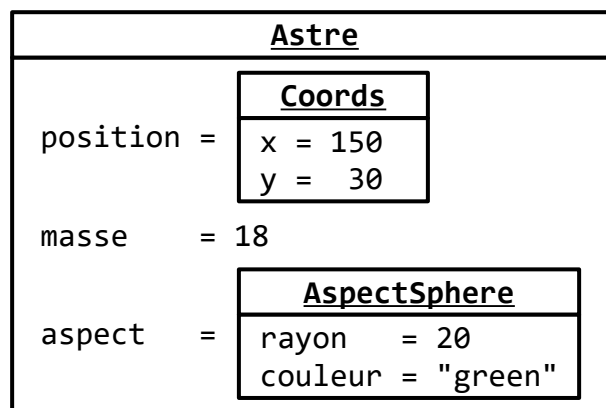 Astre
Coords
position = x = 150
y = 30
masse = 18
AspectSphere
aspect = rayon = 20
couleur = "green"